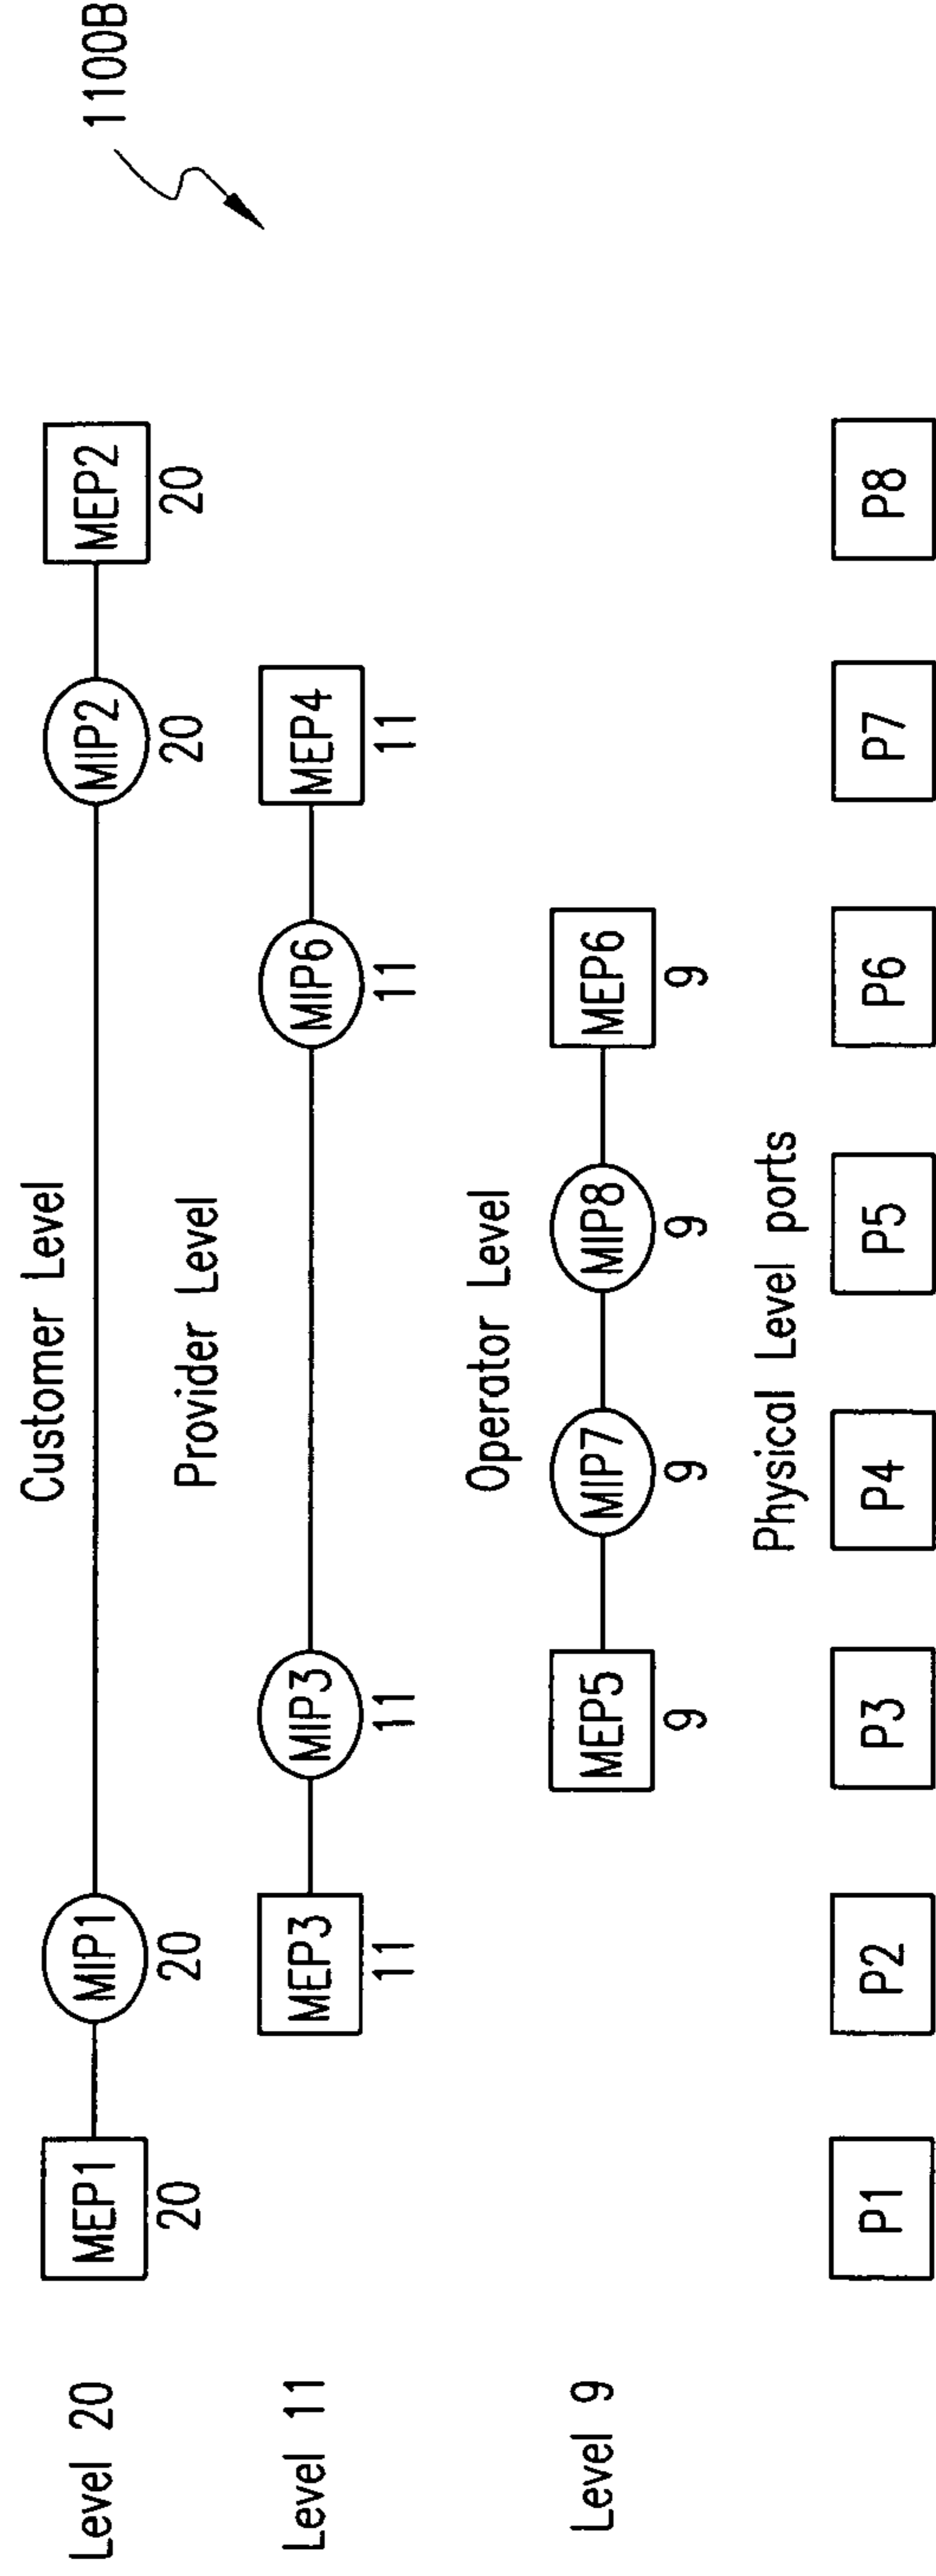 1100B
Customer Level
Level 20
MEP1
MIP1
MIP2
MEP2
20
20
20
20
Provider Level
Level 11
MEP3
MIP3
MIP6
MEP4
11
11
11
11
Operator Level
Level 9
MEP5
MIP7
MIP8
MEP6
9
9
9
9
Physical Level ports
P1
P2
P3
P4
P5
P6
P7
P8